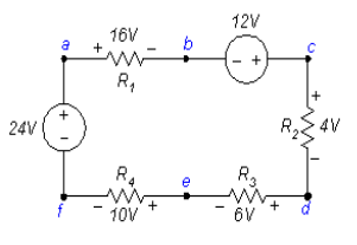 16V
12V
a + − b − + c
R1
+
24V + − R2 4V
−
R4 e R3
f − 10V + − 6V + d